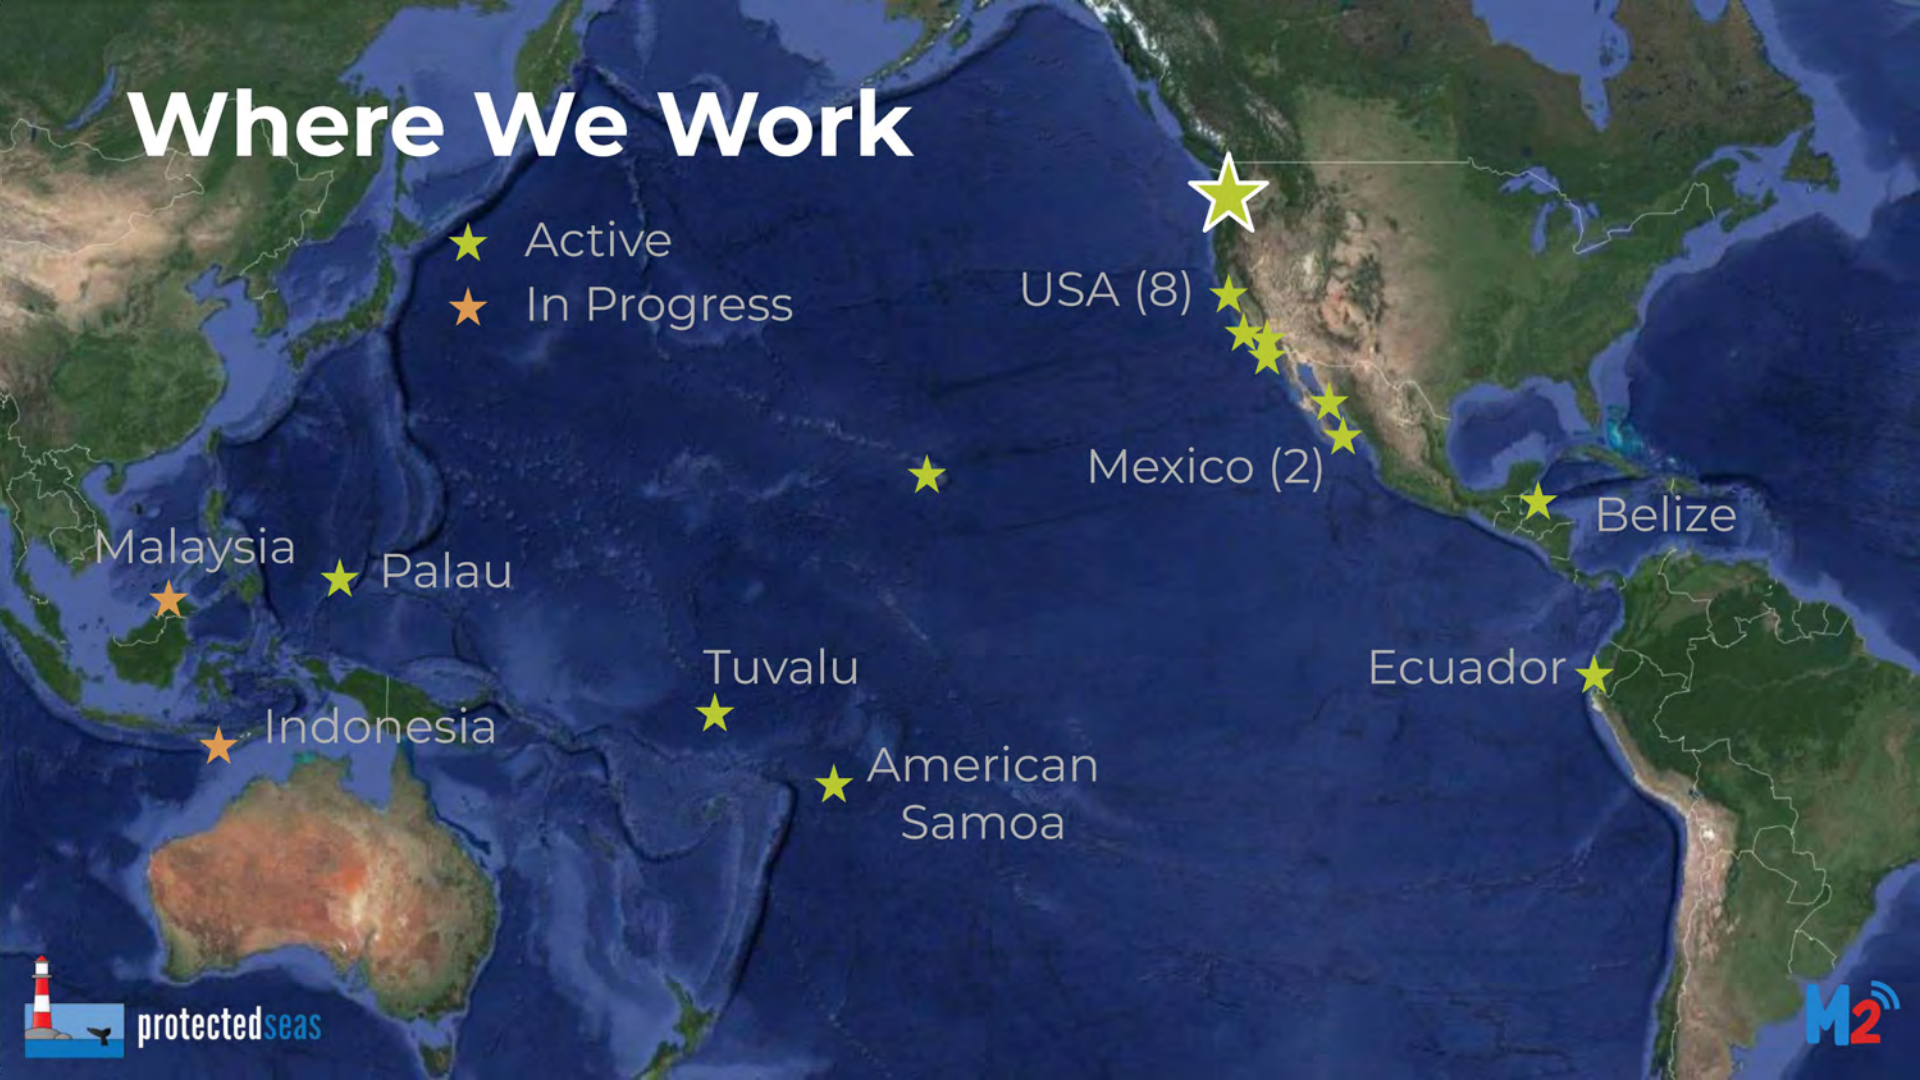 Where We Work
Active
In Progress
USA (8)
Mexico (2)
Belize
Malaysia
Palau
Tuvalu
Ecuador
Indonesia
American
Samoa
protectedseas
M2